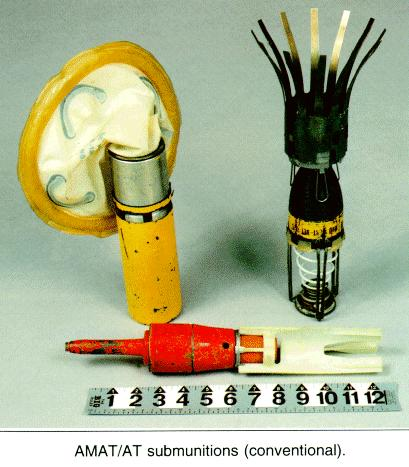 1 2 3 4 5 6 7 8 9 10 11 12
AMAT/AT submunitions (conventional).